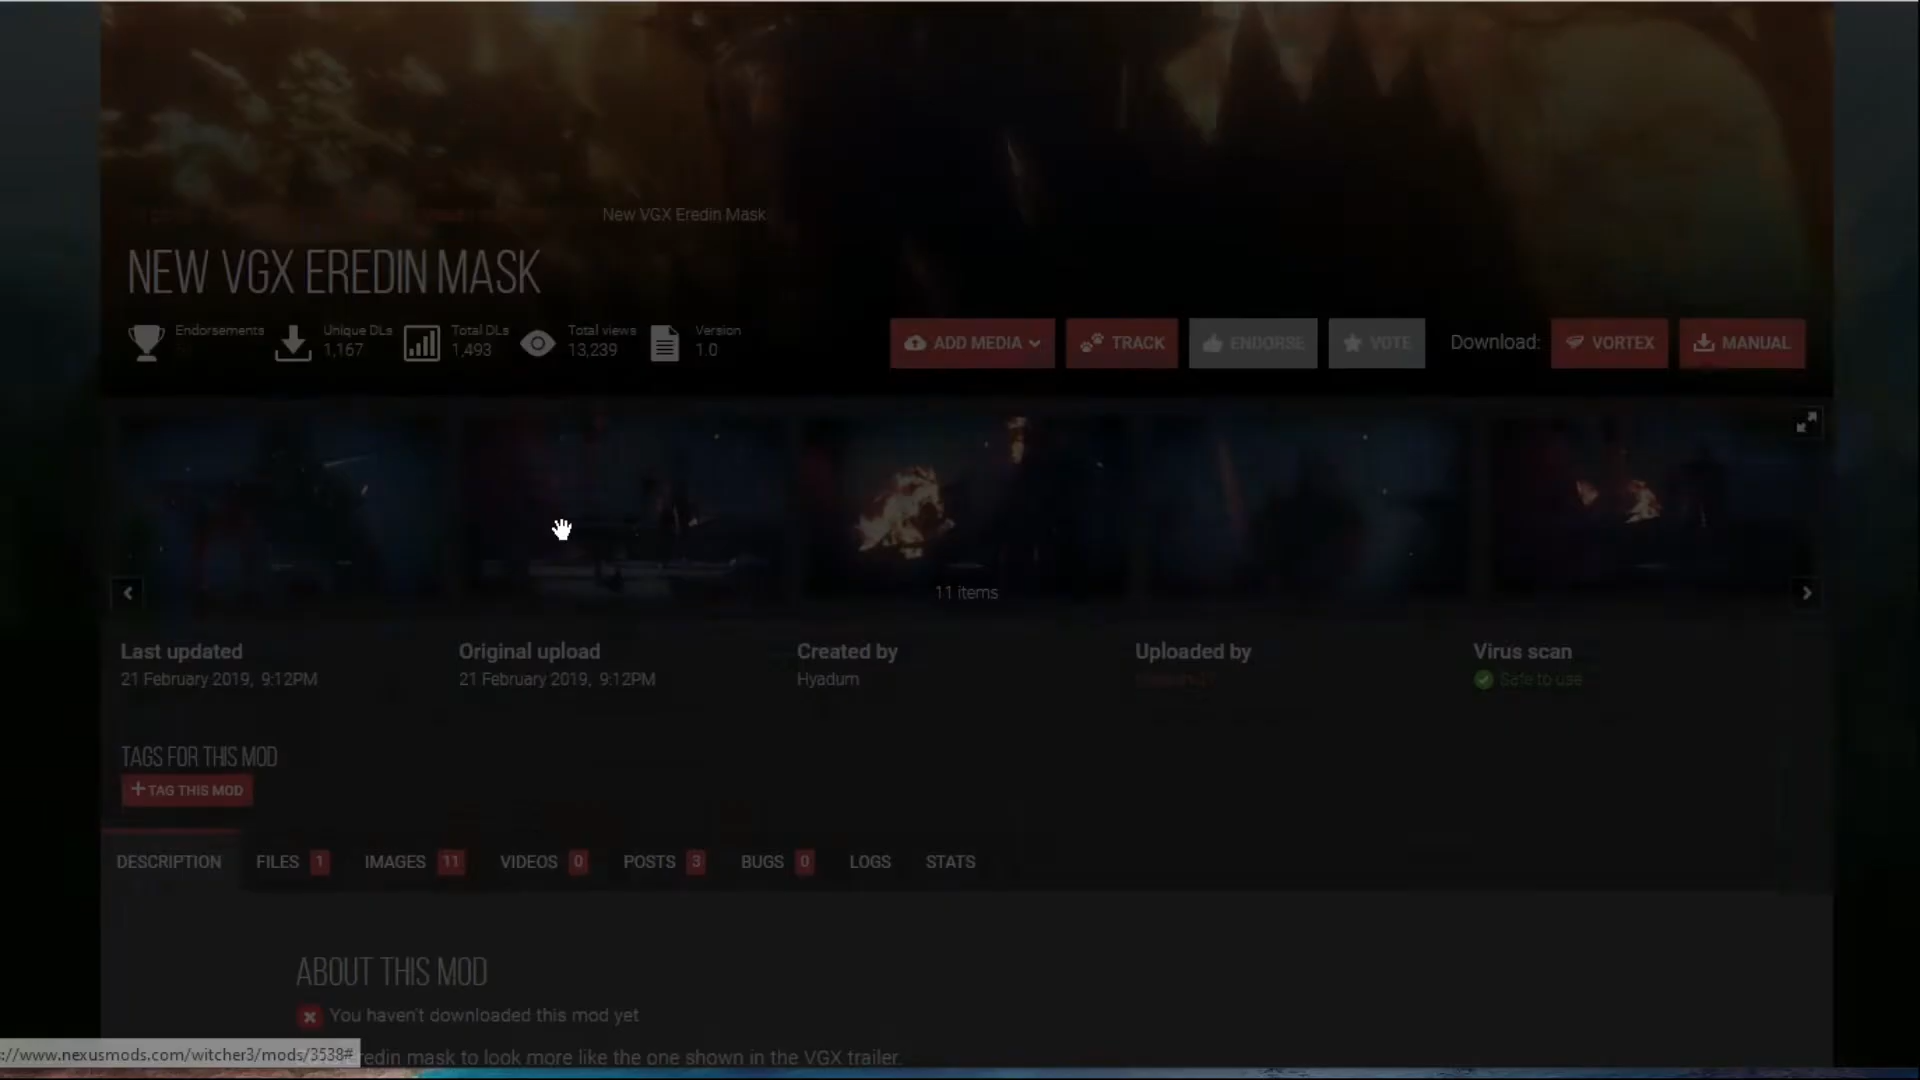 New VGX Eredin Mask
NEW VGX EREDIN MASK
Endorsements
Unique DLs
1,167
Total DLs
1,493
Total views
13,239
Version
1.0
ADD MEDIA
TRACK
ENDORSE
VOTE
Download:
VORTEX
MANUAL
11 items
Last updated
21 February 2019, 9:12PM
Original upload
21 February 2019, 9:12PM
Created by
Hyadum
Uploaded by
Virus scan
Safe to use
TAGS FOR THIS MOD
+ TAG THIS MOD
DESCRIPTION
FILES 1
IMAGES 11
VIDEOS 0
POSTS 3
BUGS 0
LOGS
STATS
ABOUT THIS MOD
You haven't downloaded this mod yet
://www.nexusmods.com/witcher3/mods/3538#
mask to look more like the one shown in the VGX trailer.